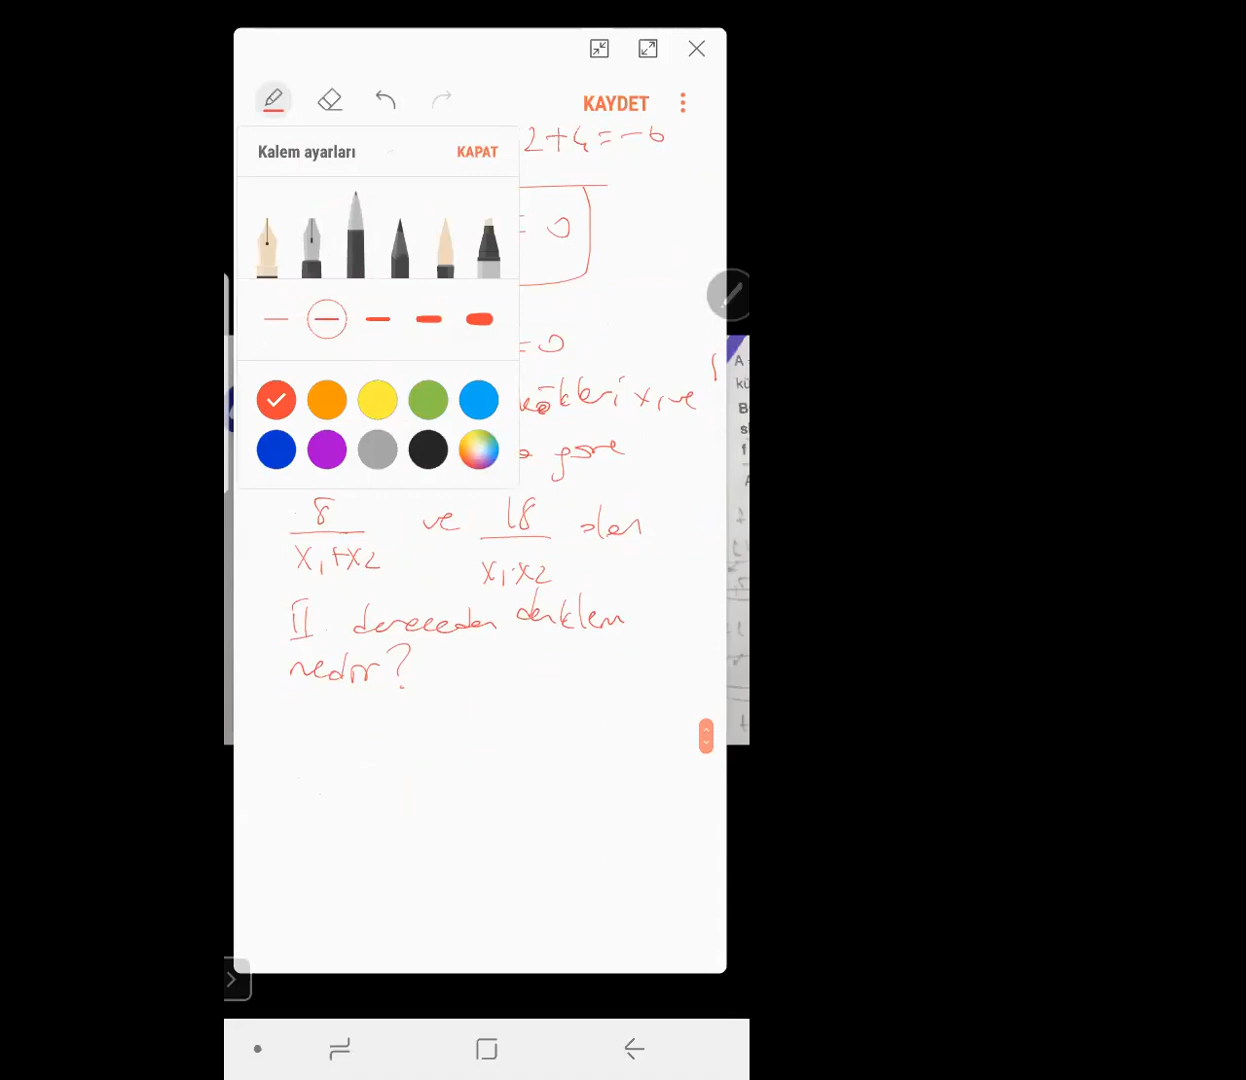 KAYDET
2+4=-6
Kalem ayarları KAPAT
= 0
=0
kökleri x₁ ve
göre
8/(x₁+x₂) ve 18/(x₁·x₂) olan
II. dereceden denklem
nedir?
A
kü
B